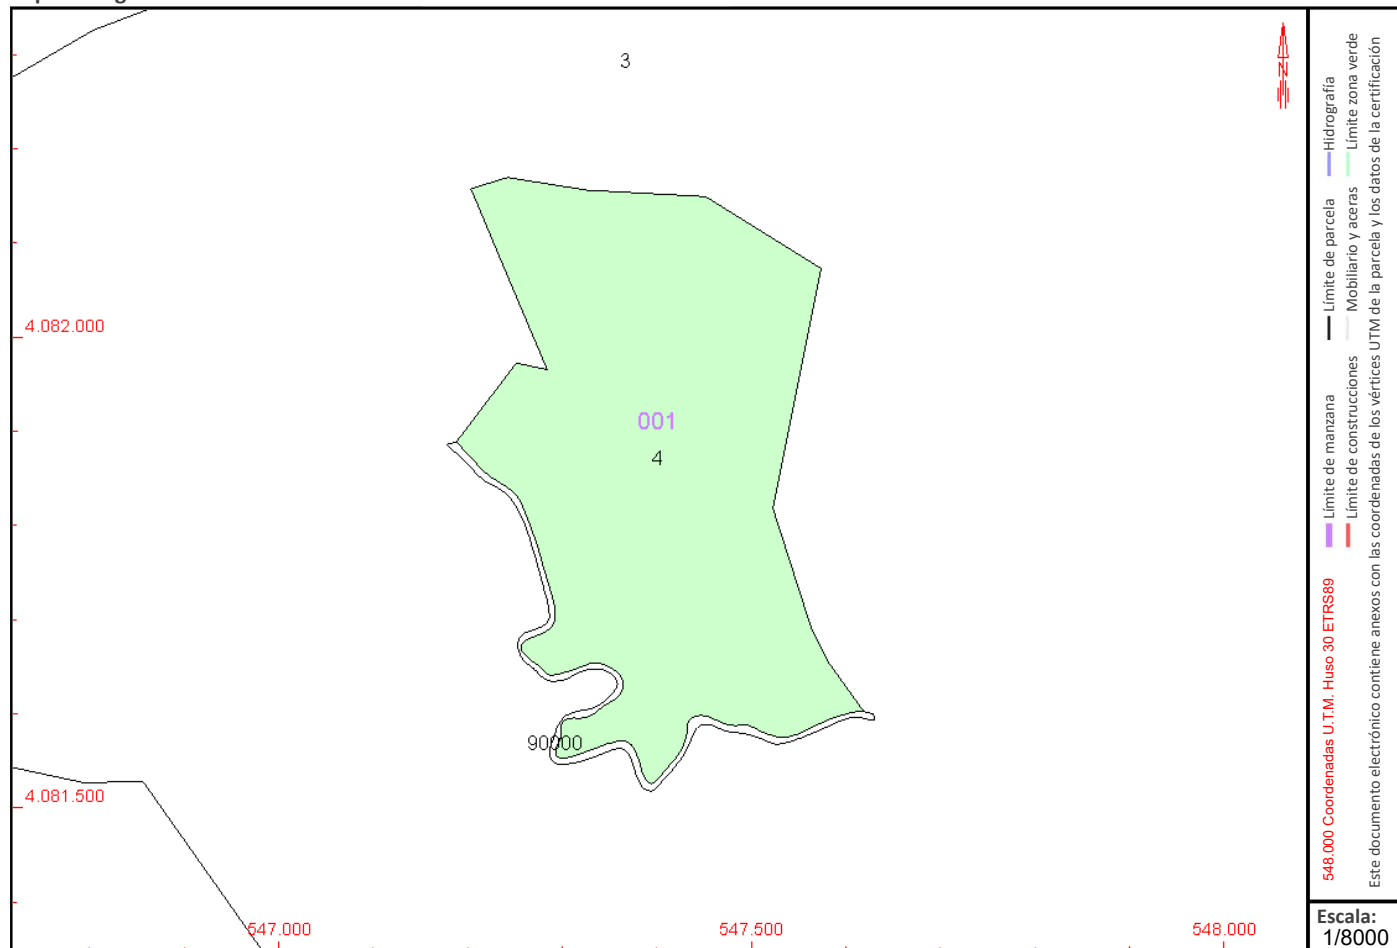 3
4.082.000
001
4
90000
4.081.500
547.000
547.500
548.000
N
Límite de manzana
Límite de parcela
Hidrografía
Límite de construcciones
Mobiliario y aceras
Límite zona verde
548.000 Coordenadas U.T.M. Huso 30 ETRS89
Este documento electrónico contiene anexos con las coordenadas de los vértices UTM de la parcela y los datos de la certificación
Escala:
1/8000